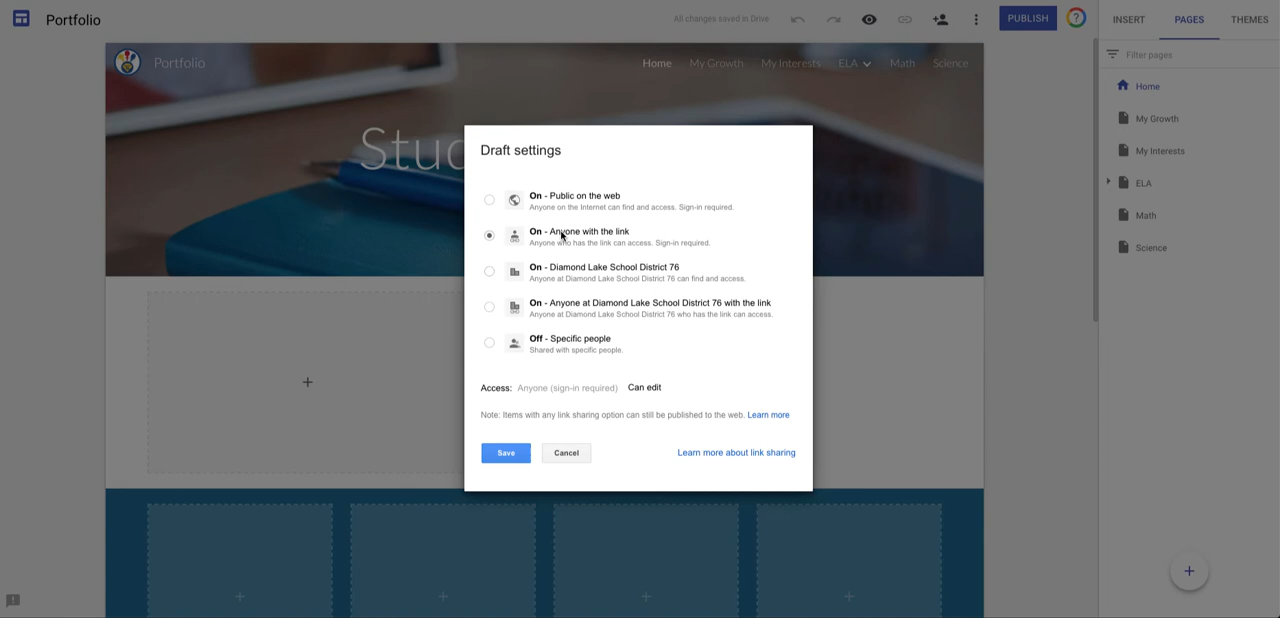 Portfolio
All changes saved in Drive
PUBLISH
?
INSERT
PAGES
THEMES
Portfolio
Home
My Growth
My Interests
ELA
Math
Science
Stud
Draft settings
On - Public on the web
Anyone on the Internet can find and access. Sign-in required.
On - Anyone with the link
Anyone who has the link can access. Sign-in required.
On - Diamond Lake School District 76
Anyone at Diamond Lake School District 76 can find and access.
On - Anyone at Diamond Lake School District 76 with the link
Anyone at Diamond Lake School District 76 who has the link can access.
Off - Specific people
Shared with specific people.
Access: Anyone (sign-in required) Can edit
Note: Items with any link sharing option can still be published to the web. Learn more
Save
Cancel
Learn more about link sharing
Filter pages
Home
My Growth
My Interests
ELA
Math
Science